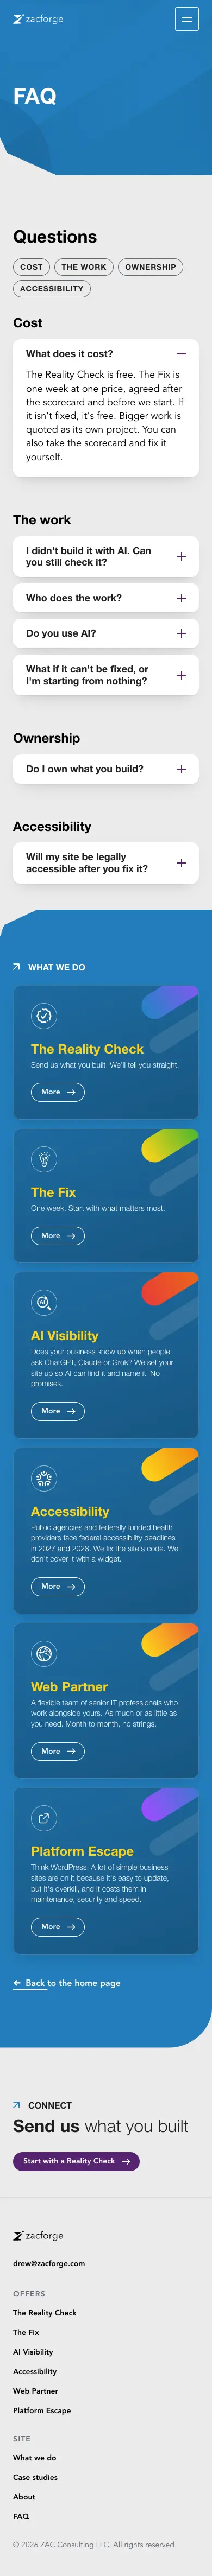 zacforge
FAQ
Questions
COST
THE WORK
OWNERSHIP
ACCESSIBILITY
Cost
What does it cost?
The Reality Check is free. The Fix is
one week at one price, agreed after
the scorecard and before we start. If
it isn't fixed, it's free. Bigger work is
quoted as its own project. You can
also take the scorecard and fix it
yourself.
The work
I didn't build it with AI. Can
you still check it?
Who does the work?
Do you use AI?
What if it can't be fixed, or
I'm starting from nothing?
Ownership
Do I own what you build?
Accessibility
Will my site be legally
accessible after you fix it?
WHAT WE DO
The Reality Check
Send us what you built. We'll tell you straight.
More
The Fix
One week. Start with what matters most.
More
AI
AI Visibility
Does your business show up when people
ask ChatGPT, Claude or Grok? We set your
site up so AI can find it and name it. No
promises.
More
Accessibility
Public agencies and federally funded health
providers face federal accessibility deadlines
in 2027 and 2028. We fix the site's code. We
don't cover it with a widget.
More
Web Partner
A flexible team of senior IT professionals who
work alongside yours. As much or as little as
you need. Month to month, no strings.
More
Platform Escape
Think WordPress. A lot of simple business
sites are on it because it's easy to update,
but it's overkill, and it costs them in
maintenance, security and speed.
More
Back to the home page
CONNECT
Send us what you built
Start with a Reality Check
zacforge
drew@zacforge.com
OFFERS
The Reality Check
The Fix
AI Visibility
Accessibility
Web Partner
Platform Escape
SITE
What we do
Case studies
About
FAQ
© 2026 ZAC Consulting LLC. All rights reserved.